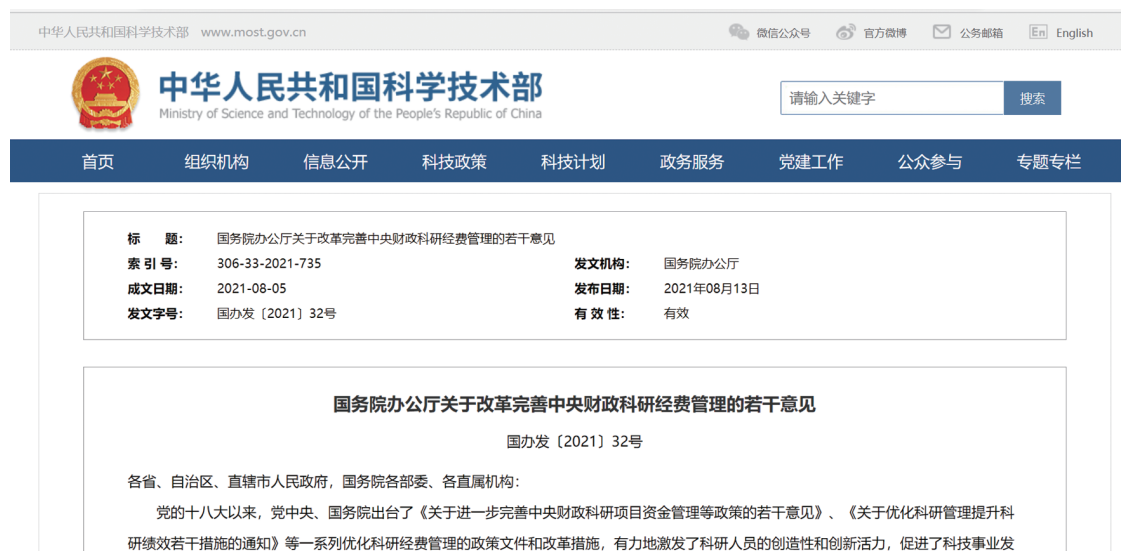 中华人民共和国科学技术部 www.most.gov.cn 微信公众号 官方微博 公务邮箱 En English
中华人民共和国科学技术部
Ministry of Science and Technology of the People's Republic of China
请输入关键字 搜索
首页 组织机构 信息公开 科技政策 科技计划 政务服务 党建工作 公众参与 专题专栏
标 题: 国务院办公厅关于改革完善中央财政科研经费管理的若干意见
索 引 号: 306-33-2021-735 发文机构: 国务院办公厅
成文日期: 2021-08-05 发布日期: 2021年08月13日
发文字号: 国办发〔2021〕32号 有 效 性: 有效
国务院办公厅关于改革完善中央财政科研经费管理的若干意见
国办发〔2021〕32号
各省、自治区、直辖市人民政府，国务院各部委、各直属机构：
党的十八大以来，党中央、国务院出台了《关于进一步完善中央财政科研项目资金管理等政策的若干意见》、《关于优化科研管理提升科
研绩效若干措施的通知》等一系列优化科研经费管理的政策文件和改革措施，有力地激发了科研人员的创造性和创新活力，促进了科技事业发